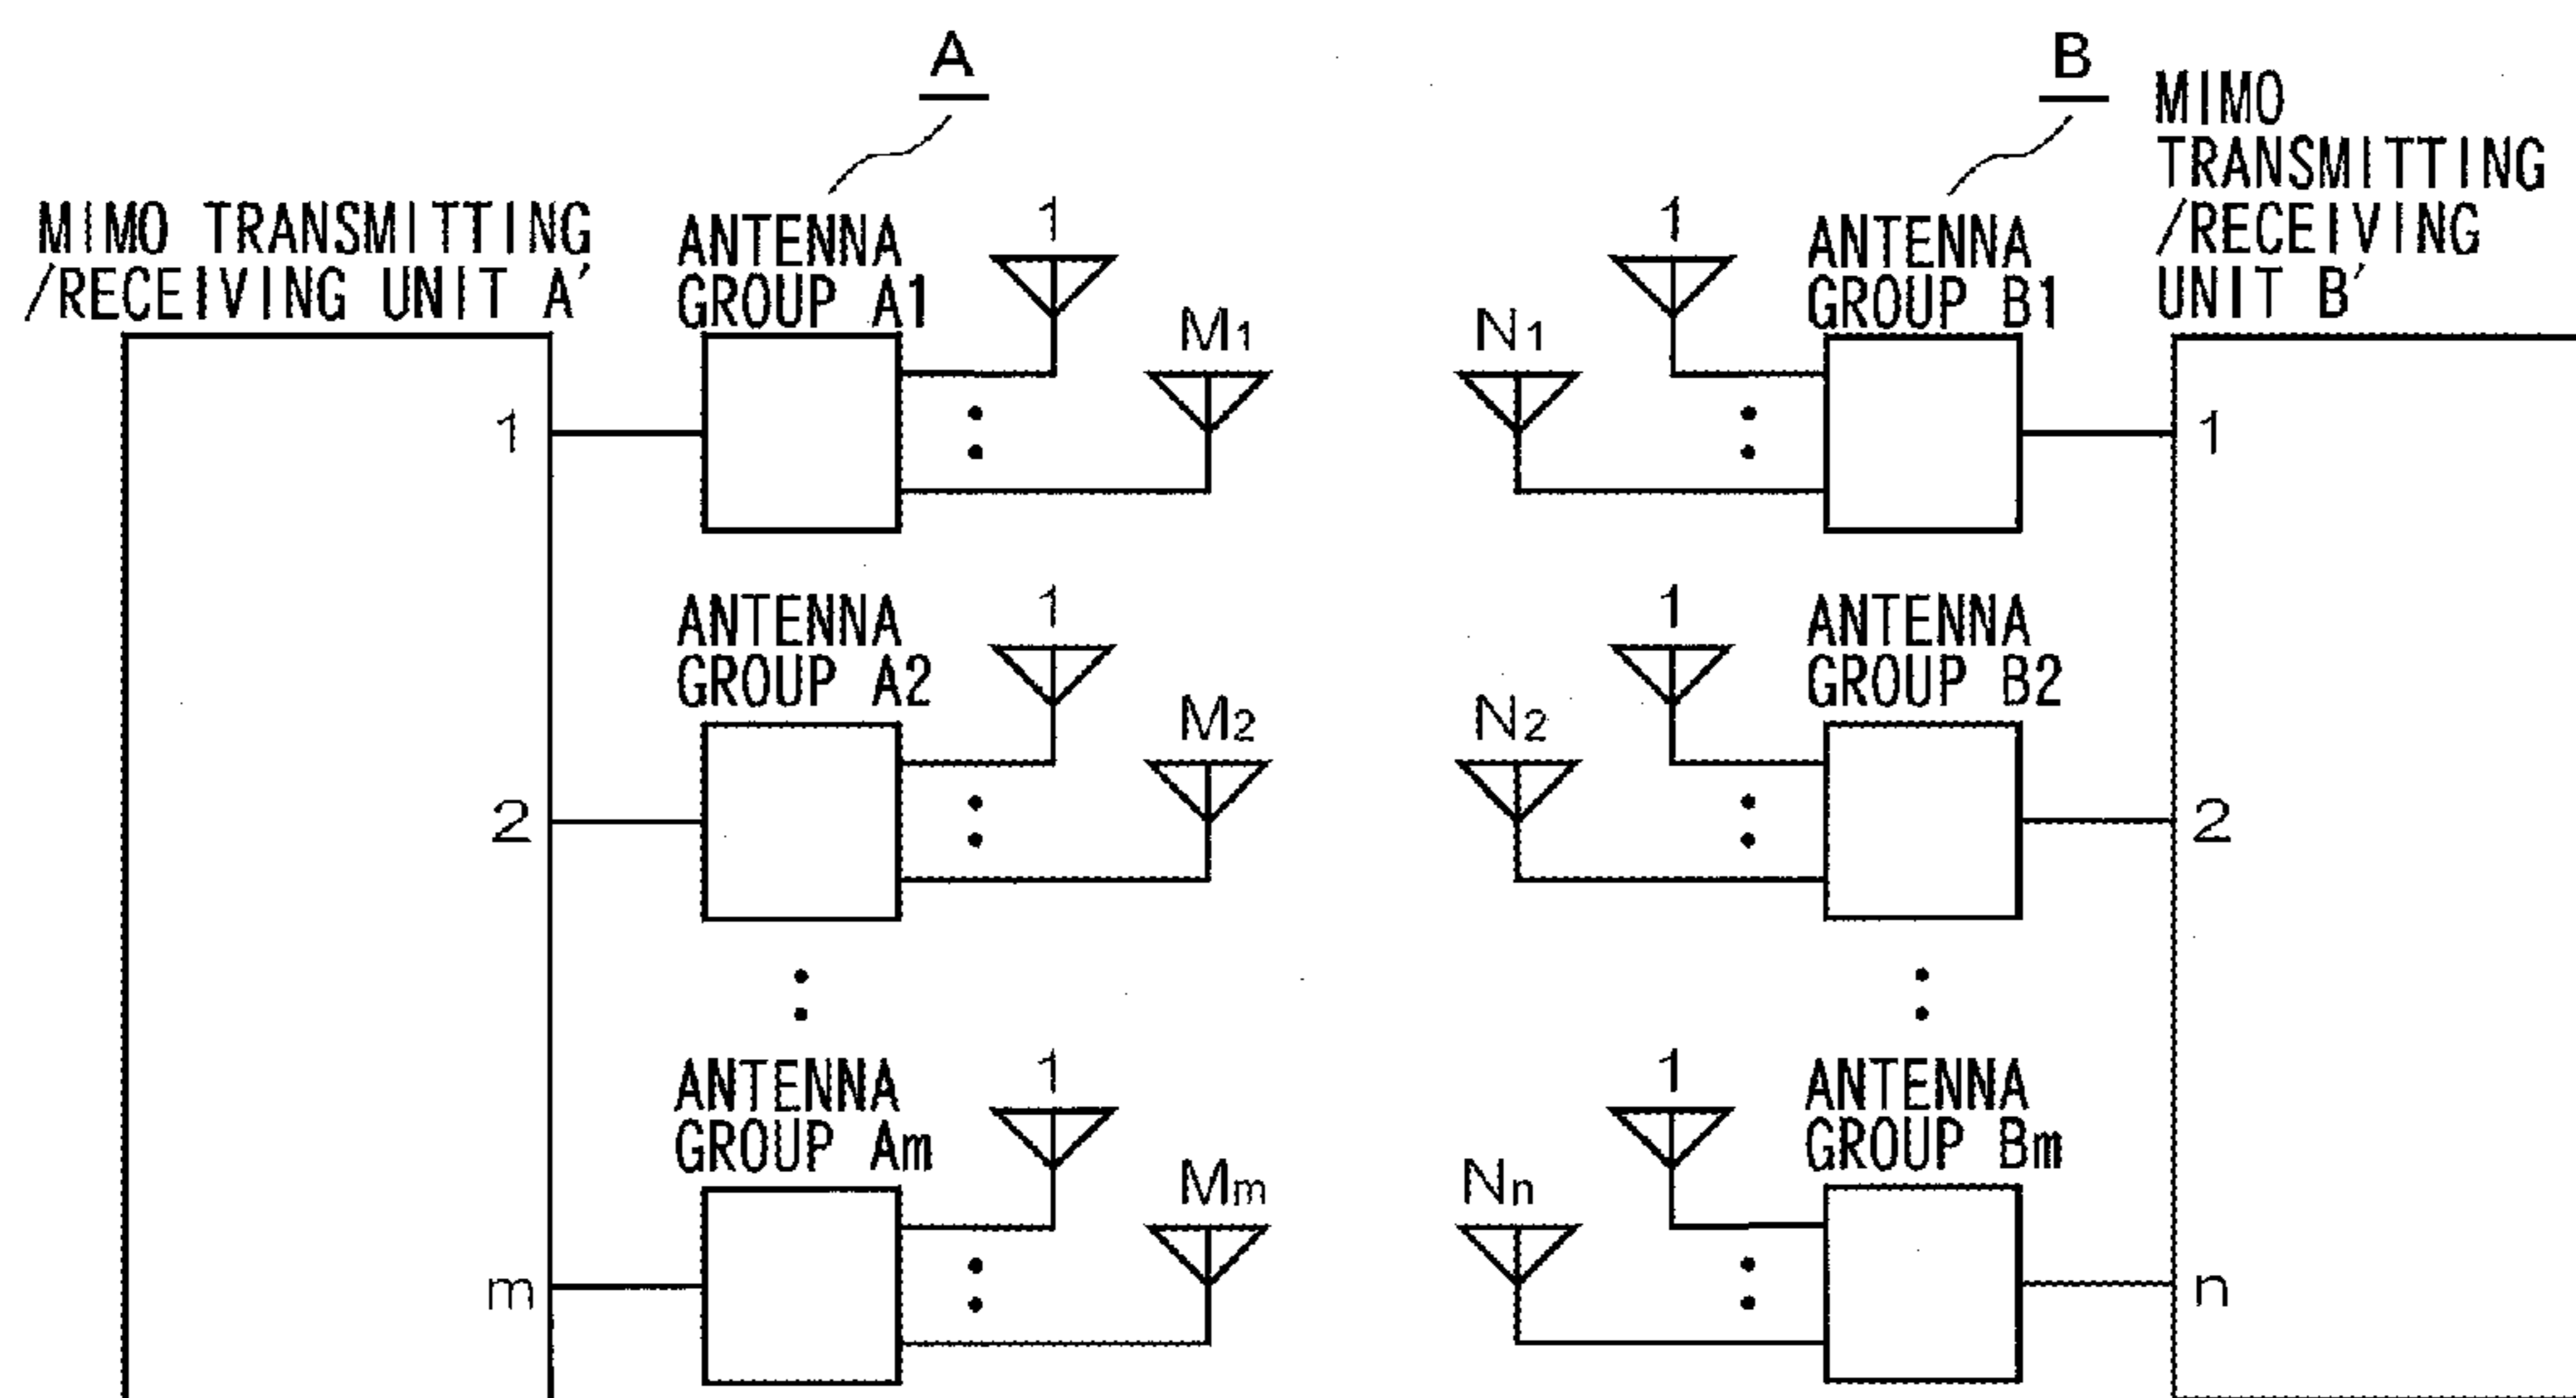 A
B
MIMO
TRANSMITTING
/RECEIVING
UNIT B'
MIMO TRANSMITTING
/RECEIVING UNIT A'
ANTENNA
GROUP A1
1
M1
N1
1
ANTENNA
GROUP B1
1
1
ANTENNA
GROUP A2
1
M2
N2
1
ANTENNA
GROUP B2
2
2
ANTENNA
GROUP Am
1
Mm
Nn
1
ANTENNA
GROUP Bm
m
n